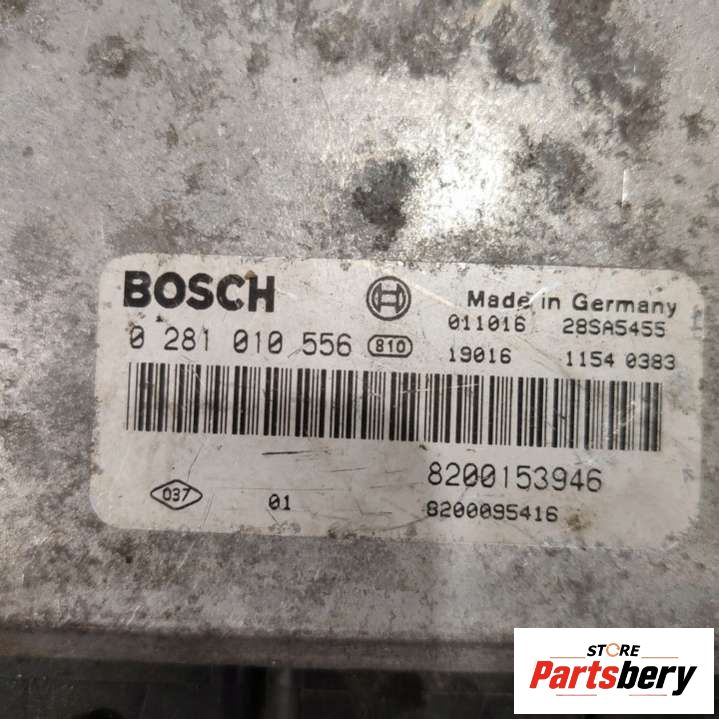 BOSCH Made in Germany
011016 28SA5455
0 281 010 556 810
19016 1154 0383
8200153946
037 01 8200095416
STORE
Partsbery